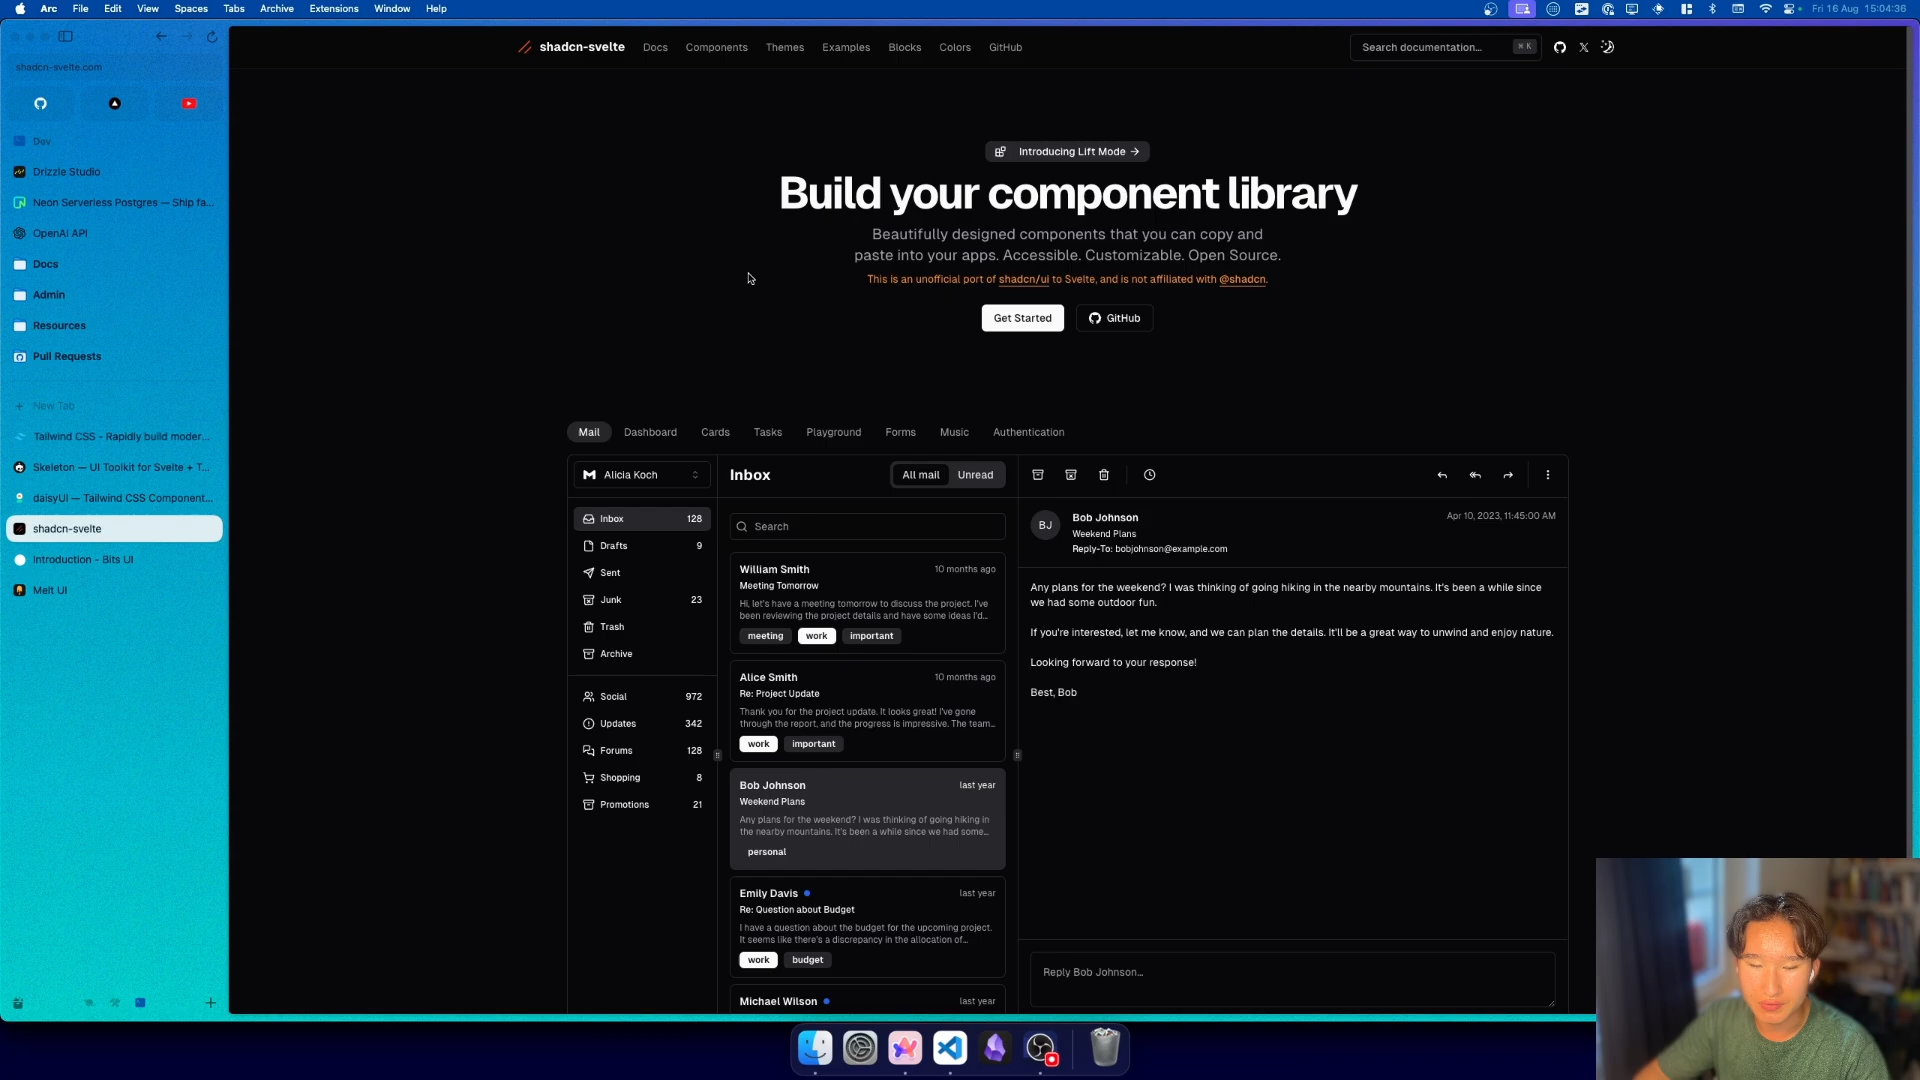 Arc File Edit View Spaces Tabs Archive Extensions Window Help
Fri 16 Aug 15:04:36
shadcn-svelte.com
Dev
Drizzle Studio
Neon Serverless Postgres — Ship fa...
OpenAI API
Docs
Admin
Resources
Pull Requests
New Tab
Tailwind CSS - Rapidly build moder...
Skeleton — UI Toolkit for Svelte + T...
daisyUI — Tailwind CSS Component...
shadcn-svelte
Introduction - Bits UI
Melt UI
shadcn-svelte Docs Components Themes Examples Blocks Colors GitHub
Search documentation... ⌘ K
Introducing Lift Mode →
Build your component library
Beautifully designed components that you can copy and
paste into your apps. Accessible. Customizable. Open Source.
This is an unofficial port of shadcn/ui to Svelte, and is not affiliated with @shadcn.
Get Started GitHub
Mail Dashboard Cards Tasks Playground Forms Music Authentication
Alicia Koch
Inbox 128
Drafts 9
Sent
Junk 23
Trash
Archive
Social 972
Updates 342
Forums 128
Shopping 8
Promotions 21
Inbox
All mail Unread
Search
William Smith 10 months ago
Meeting Tomorrow
Hi, let's have a meeting tomorrow to discuss the project. I've
been reviewing the project details and have some ideas I'd...
meeting work important
Alice Smith 10 months ago
Re: Project Update
Thank you for the project update. It looks great! I've gone
through the report, and the progress is impressive. The team...
work important
Bob Johnson last year
Weekend Plans
Any plans for the weekend? I was thinking of going hiking in
the nearby mountains. It's been a while since we had some...
personal
Emily Davis last year
Re: Question about Budget
I have a question about the budget for the upcoming project.
It seems like there's a discrepancy in the allocation of...
work budget
Michael Wilson last year
BJ
Bob Johnson Apr 10, 2023, 11:45:00 AM
Weekend Plans
Reply-To: bobjohnson@example.com
Any plans for the weekend? I was thinking of going hiking in the nearby mountains. It's been a while since
we had some outdoor fun.
If you're interested, let me know, and we can plan the details. It'll be a great way to unwind and enjoy nature.
Looking forward to your response!
Best, Bob
Reply Bob Johnson...